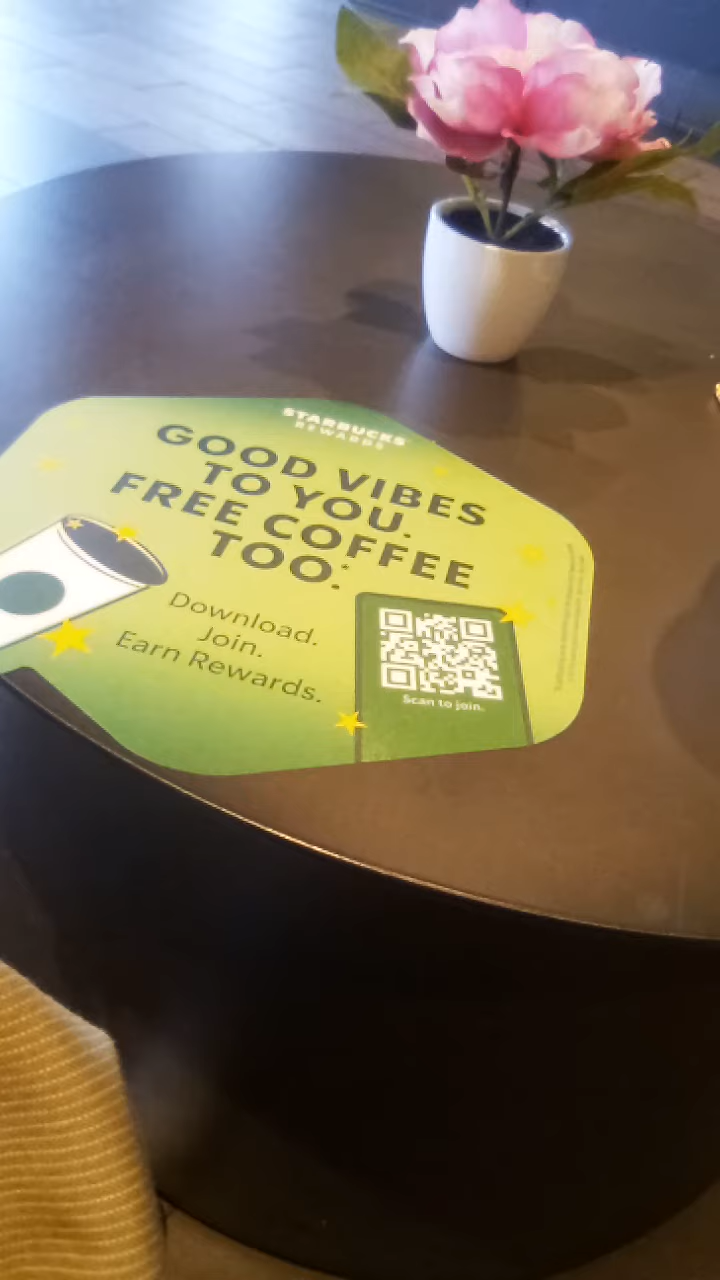 STARBUCKS
REWARDS
GOOD VIBES
TO YOU.
FREE COFFEE
TOO.*
Download.
Join.
Earn Rewards.
Scan to join.